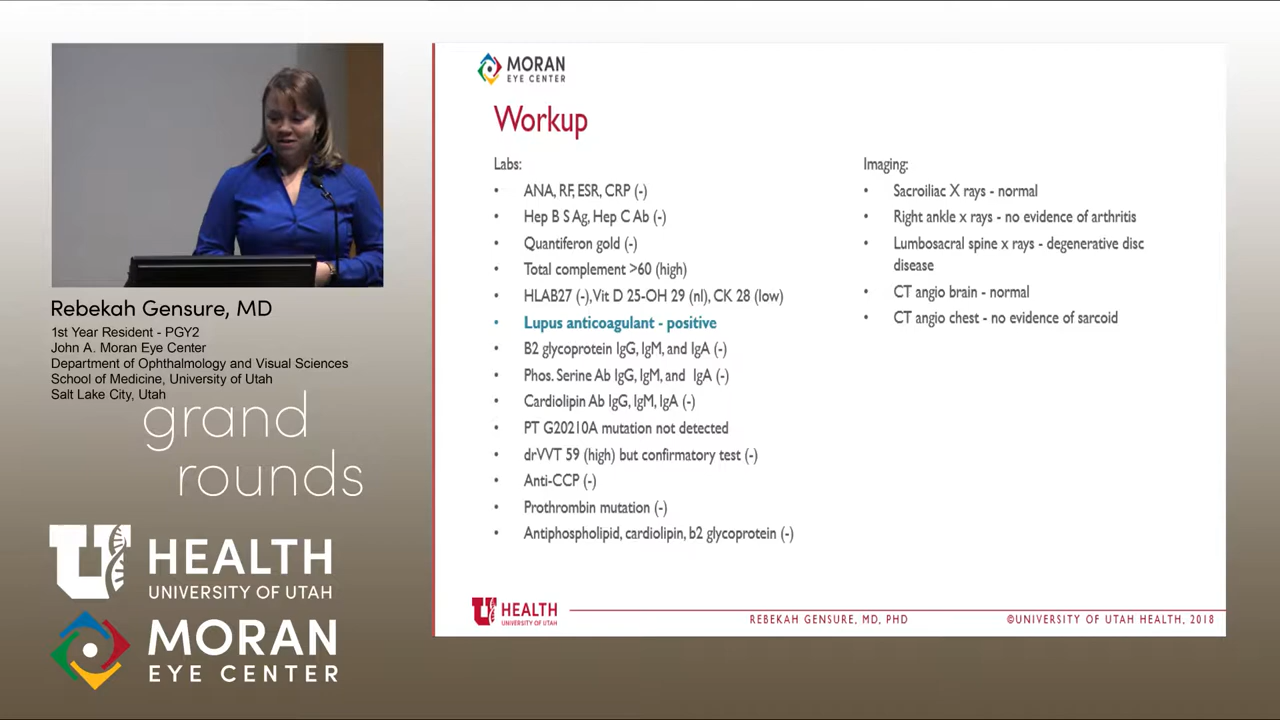 MORAN
EYE CENTER
Workup
Labs:
• ANA, RF, ESR, CRP (-)
• Hep B S Ag, Hep C Ab (-)
• Quantiferon gold (-)
• Total complement >60 (high)
• HLAB27 (-), Vit D 25-OH 29 (nl), CK 28 (low)
• Lupus anticoagulant - positive
• B2 glycoprotein IgG, IgM, and IgA (-)
• Phos. Serine Ab IgG, IgM, and IgA (-)
• Cardiolipin Ab IgG, IgM, IgA (-)
• PT G20210A mutation not detected
• drVVT 59 (high) but confirmatory test (-)
• Anti-CCP (-)
• Prothrombin mutation (-)
• Antiphospholipid, cardiolipin, b2 glycoprotein (-)
Imaging:
• Sacroiliac X rays - normal
• Right ankle x rays - no evidence of arthritis
• Lumbosacral spine x rays - degenerative disc
disease
• CT angio brain - normal
• CT angio chest - no evidence of sarcoid
U HEALTH
UNIVERSITY OF UTAH
REBEKAH GENSURE, MD, PHD
©UNIVERSITY OF UTAH HEALTH, 2018
Rebekah Gensure, MD
1st Year Resident - PGY2
John A. Moran Eye Center
Department of Ophthalmology and Visual Sciences
School of Medicine, University of Utah
Salt Lake City, Utah
grand
rounds
U HEALTH
UNIVERSITY OF UTAH
MORAN
EYE CENTER